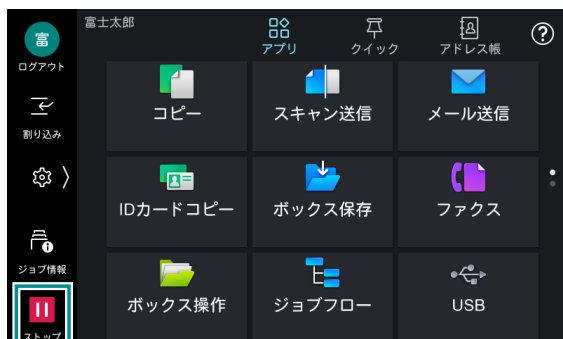 富
ログアウト
割り込み
ジョブ情報
ストップ
富士太郎
アプリ
クイック
アドレス帳
?
コピー
スキャン送信
メール送信
IDカードコピー
ボックス保存
ファクス
ボックス操作
ジョブフロー
USB